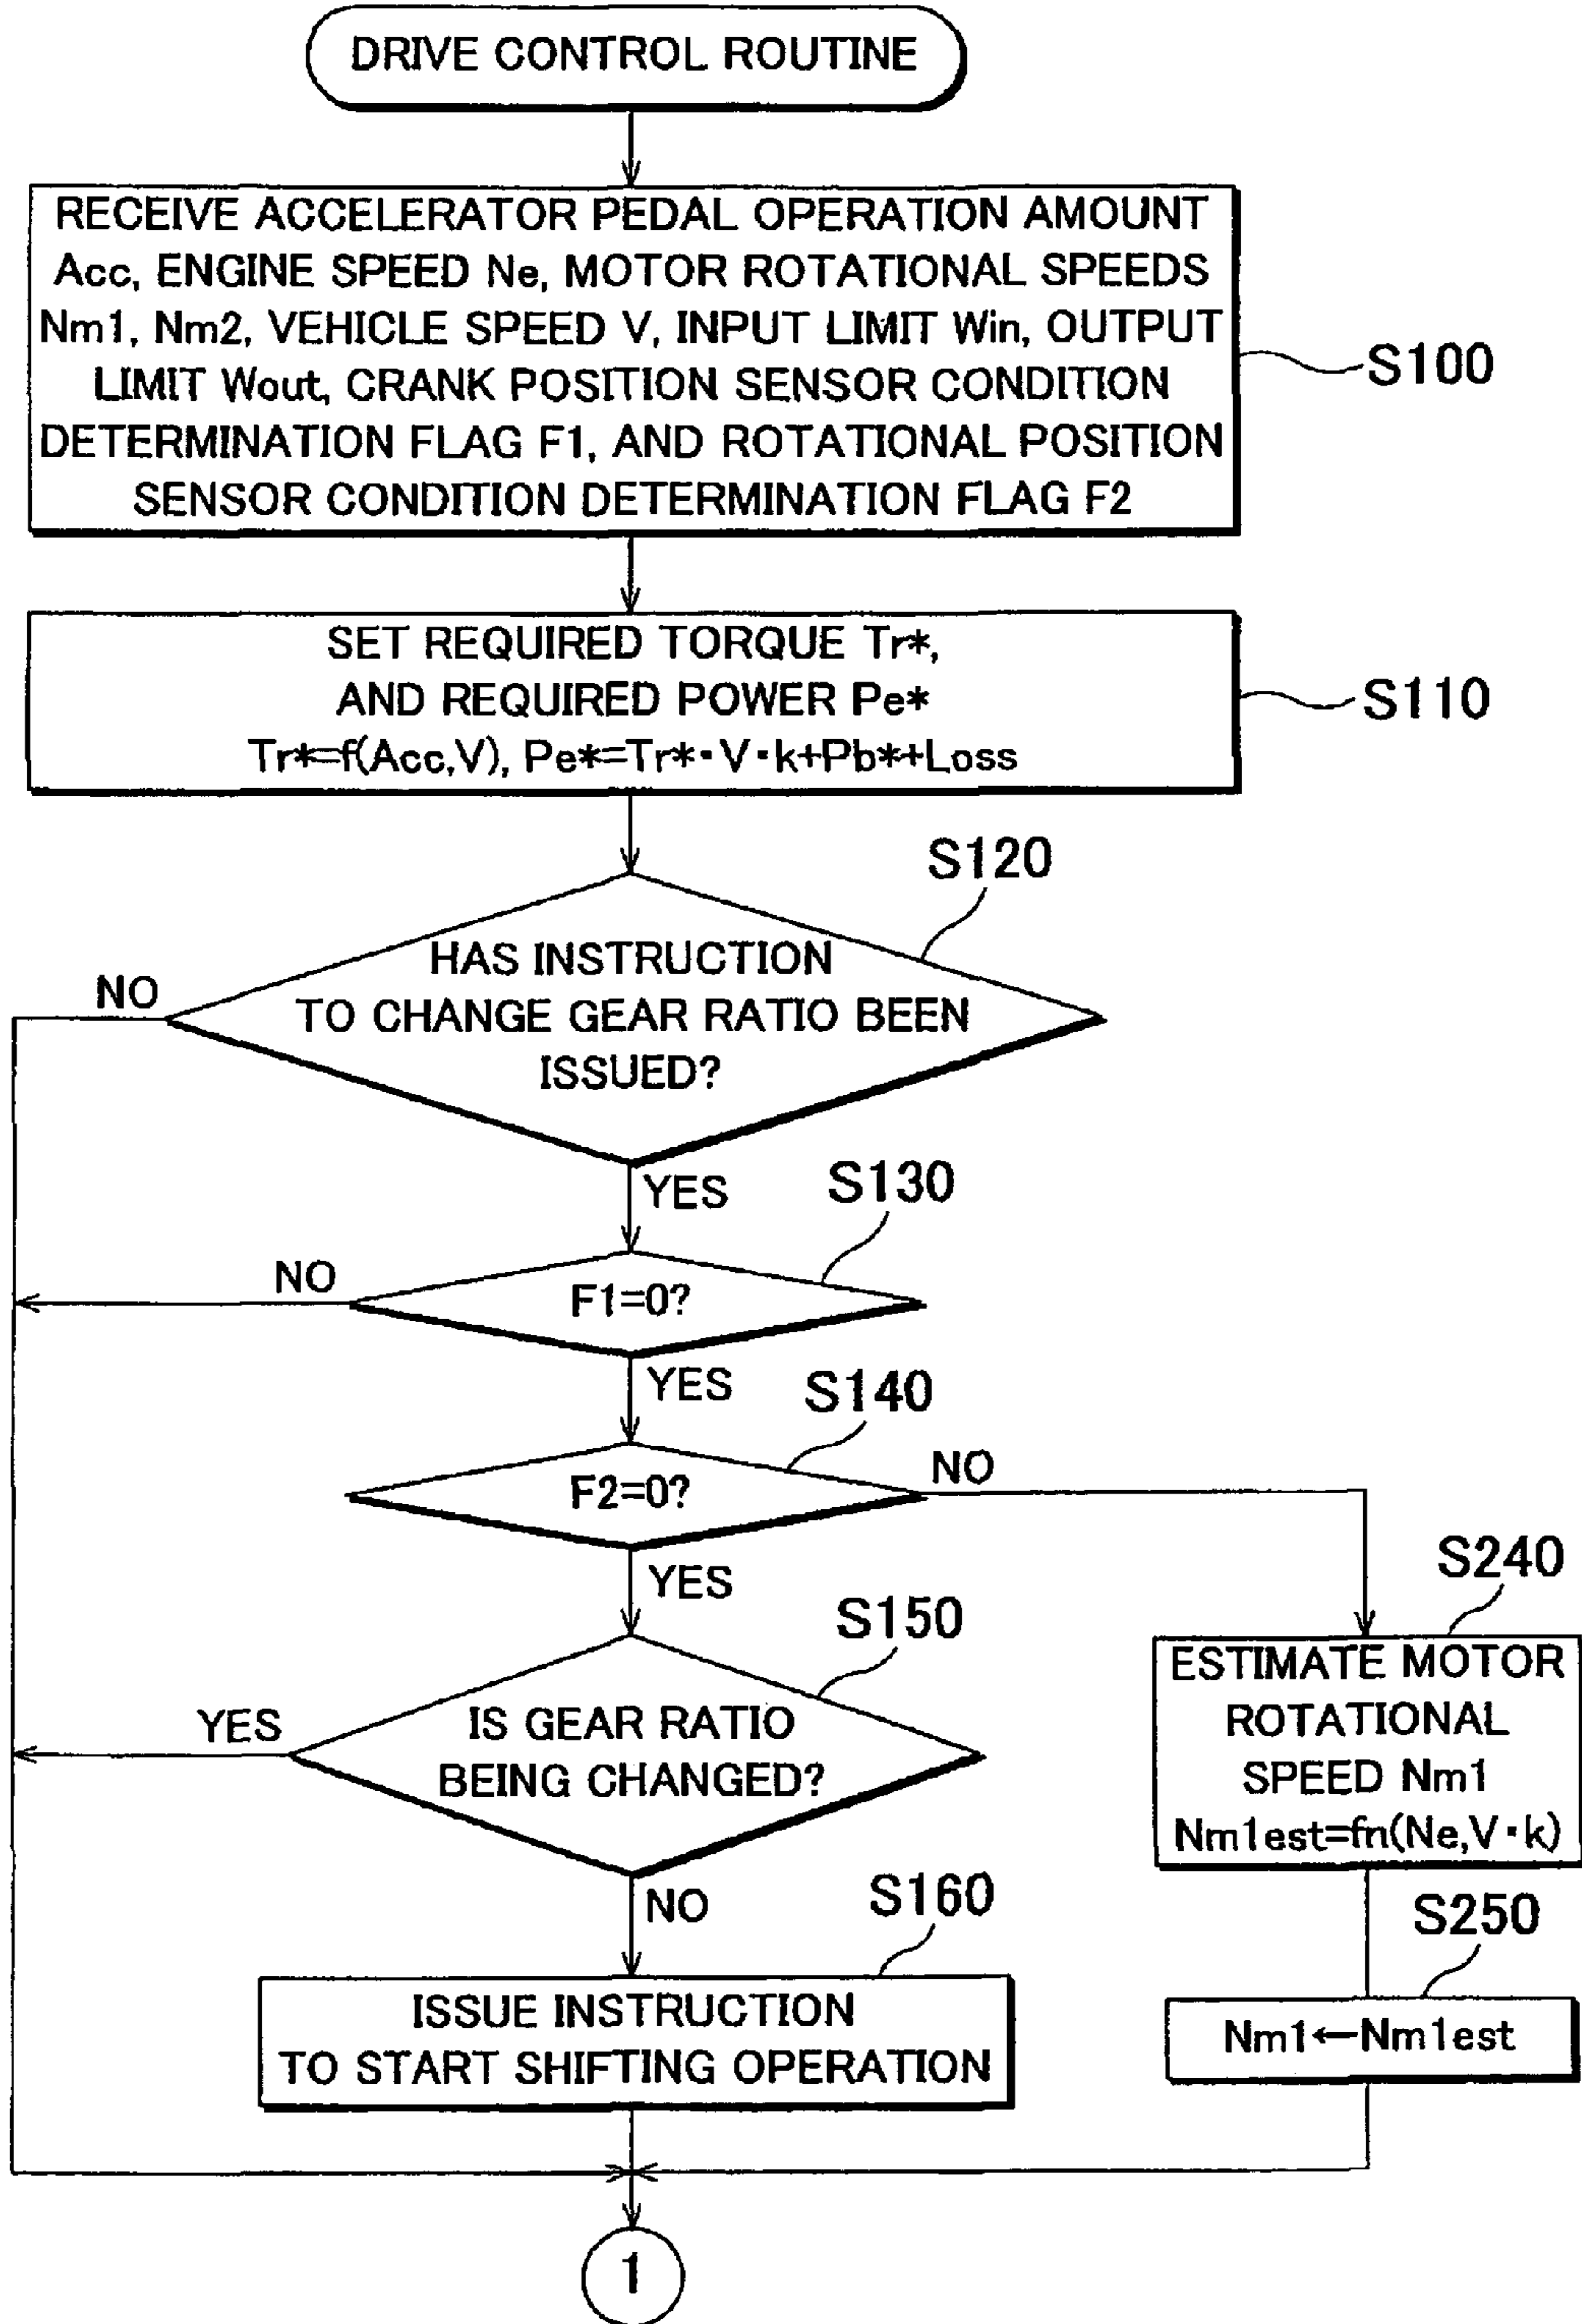 DRIVE CONTROL ROUTINE
RECEIVE ACCELERATOR PEDAL OPERATION AMOUNT
Acc, ENGINE SPEED Ne, MOTOR ROTATIONAL SPEEDS
Nm1, Nm2, VEHICLE SPEED V, INPUT LIMIT Win, OUTPUT
LIMIT Wout, CRANK POSITION SENSOR CONDITION
DETERMINATION FLAG F1, AND ROTATIONAL POSITION
SENSOR CONDITION DETERMINATION FLAG F2
S100
SET REQUIRED TORQUE Tr*,
AND REQUIRED POWER Pe*
Tr*=f(Acc,V), Pe*=Tr*・V・k+Pb*+Loss
S110
S120
HAS INSTRUCTION
TO CHANGE GEAR RATIO BEEN
ISSUED?
NO
YES
S130
F1=0?
NO
YES
S140
F2=0?
NO
YES
S150
IS GEAR RATIO
BEING CHANGED?
YES
NO
S160
ISSUE INSTRUCTION
TO START SHIFTING OPERATION
S240
ESTIMATE MOTOR
ROTATIONAL
SPEED Nm1
Nm1est=fn(Ne,V・k)
S250
Nm1←Nm1est
1